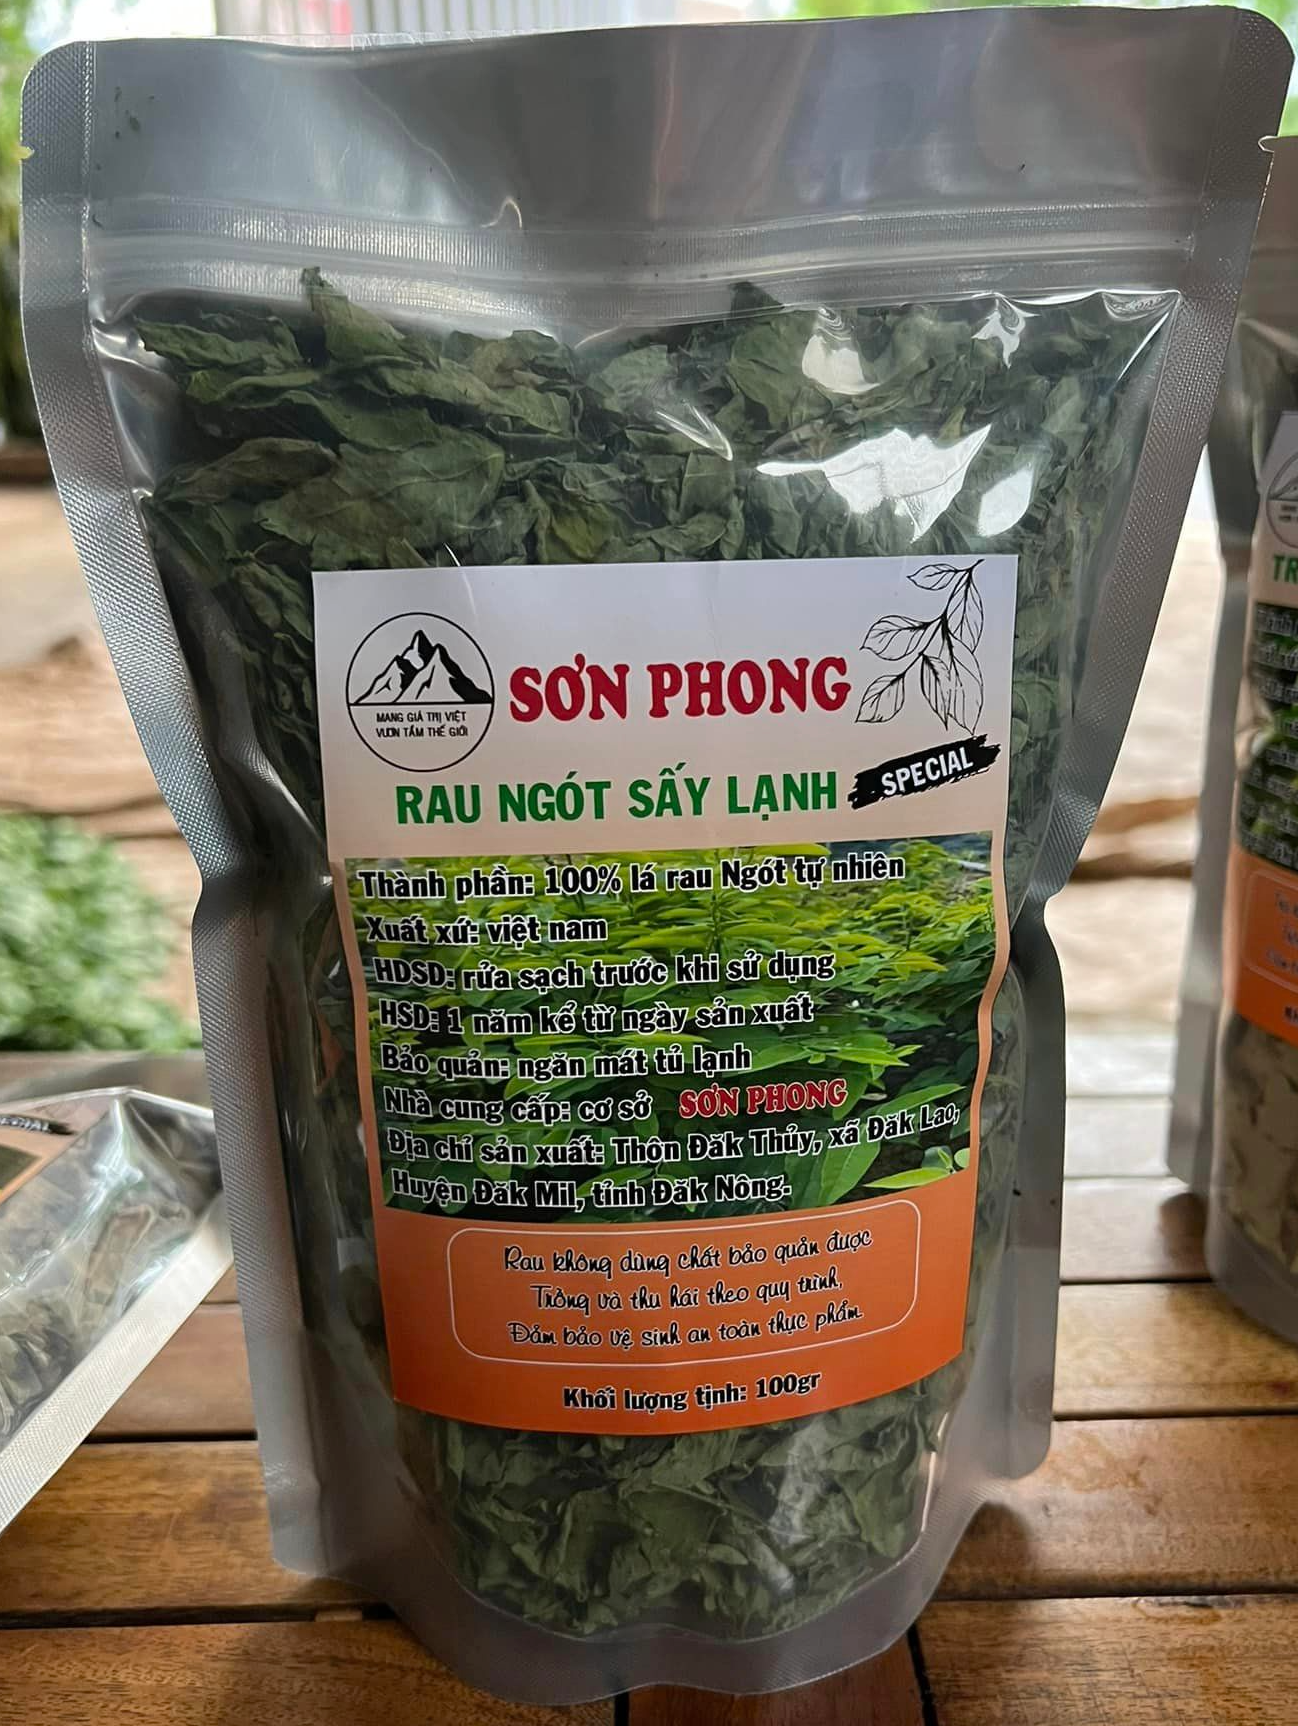 MANG GIÁ TRỊ VIỆT
VƯƠN TẦM THẾ GIỚI
SƠN PHONG
RAU NGÓT SẤY LẠNH
SPECIAL
Thành phần: 100% lá rau Ngót tự nhiên
Xuất xứ: việt nam
HDSD: rửa sạch trước khi sử dụng
HSD: 1 năm kể từ ngày sản xuất
Bảo quản: ngăn mát tủ lạnh
Nhà cung cấp: cơ sở SƠN PHONG
Địa chỉ sản xuất: Thôn Đăk Thủy, xã Đăk Lao,
Huyện Đăk Mil, tỉnh Đăk Nông.
Rau không dùng chất bảo quản được
Trồng và thu hái theo quy trình,
Đảm bảo vệ sinh an toàn thực phẩm.
Khối lượng tịnh: 100gr
TR